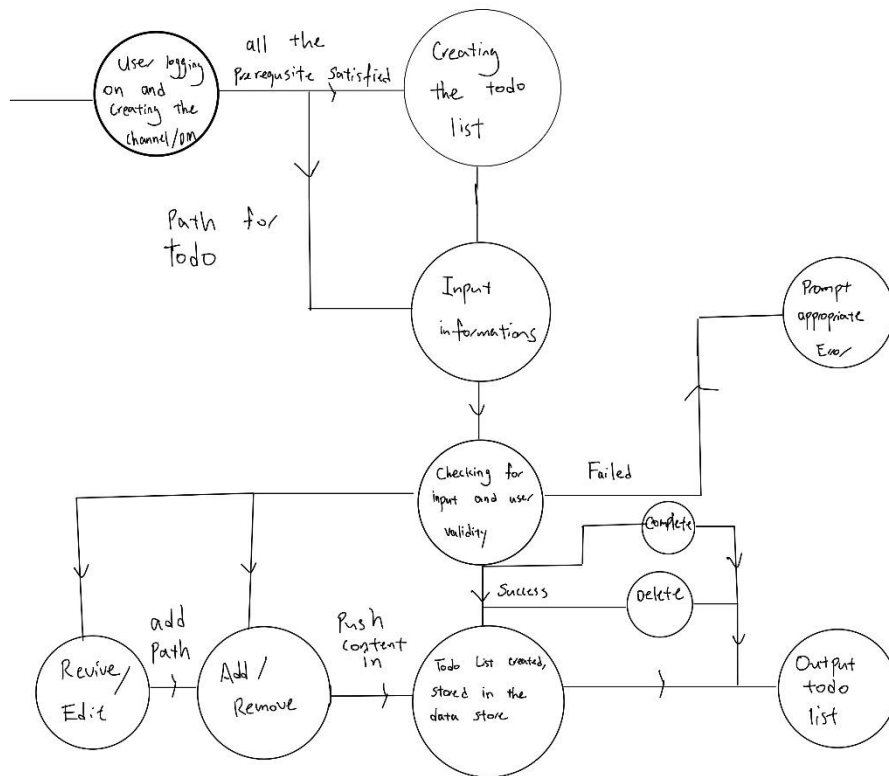 User logging
on and
Creating the
Channel/DM
all the
Prerequsite Satisfied
Creating
the todo
list
Path for
Todo
Input
informations
Prompt
appropriate
Error
Checking for
input and user
validity
Failed
Complete
Success
Delete
Revive/
Edit
add
Path
Add/
Remove
Push
Content
in
Todo List created,
stored in the
data store
Output
todo
list